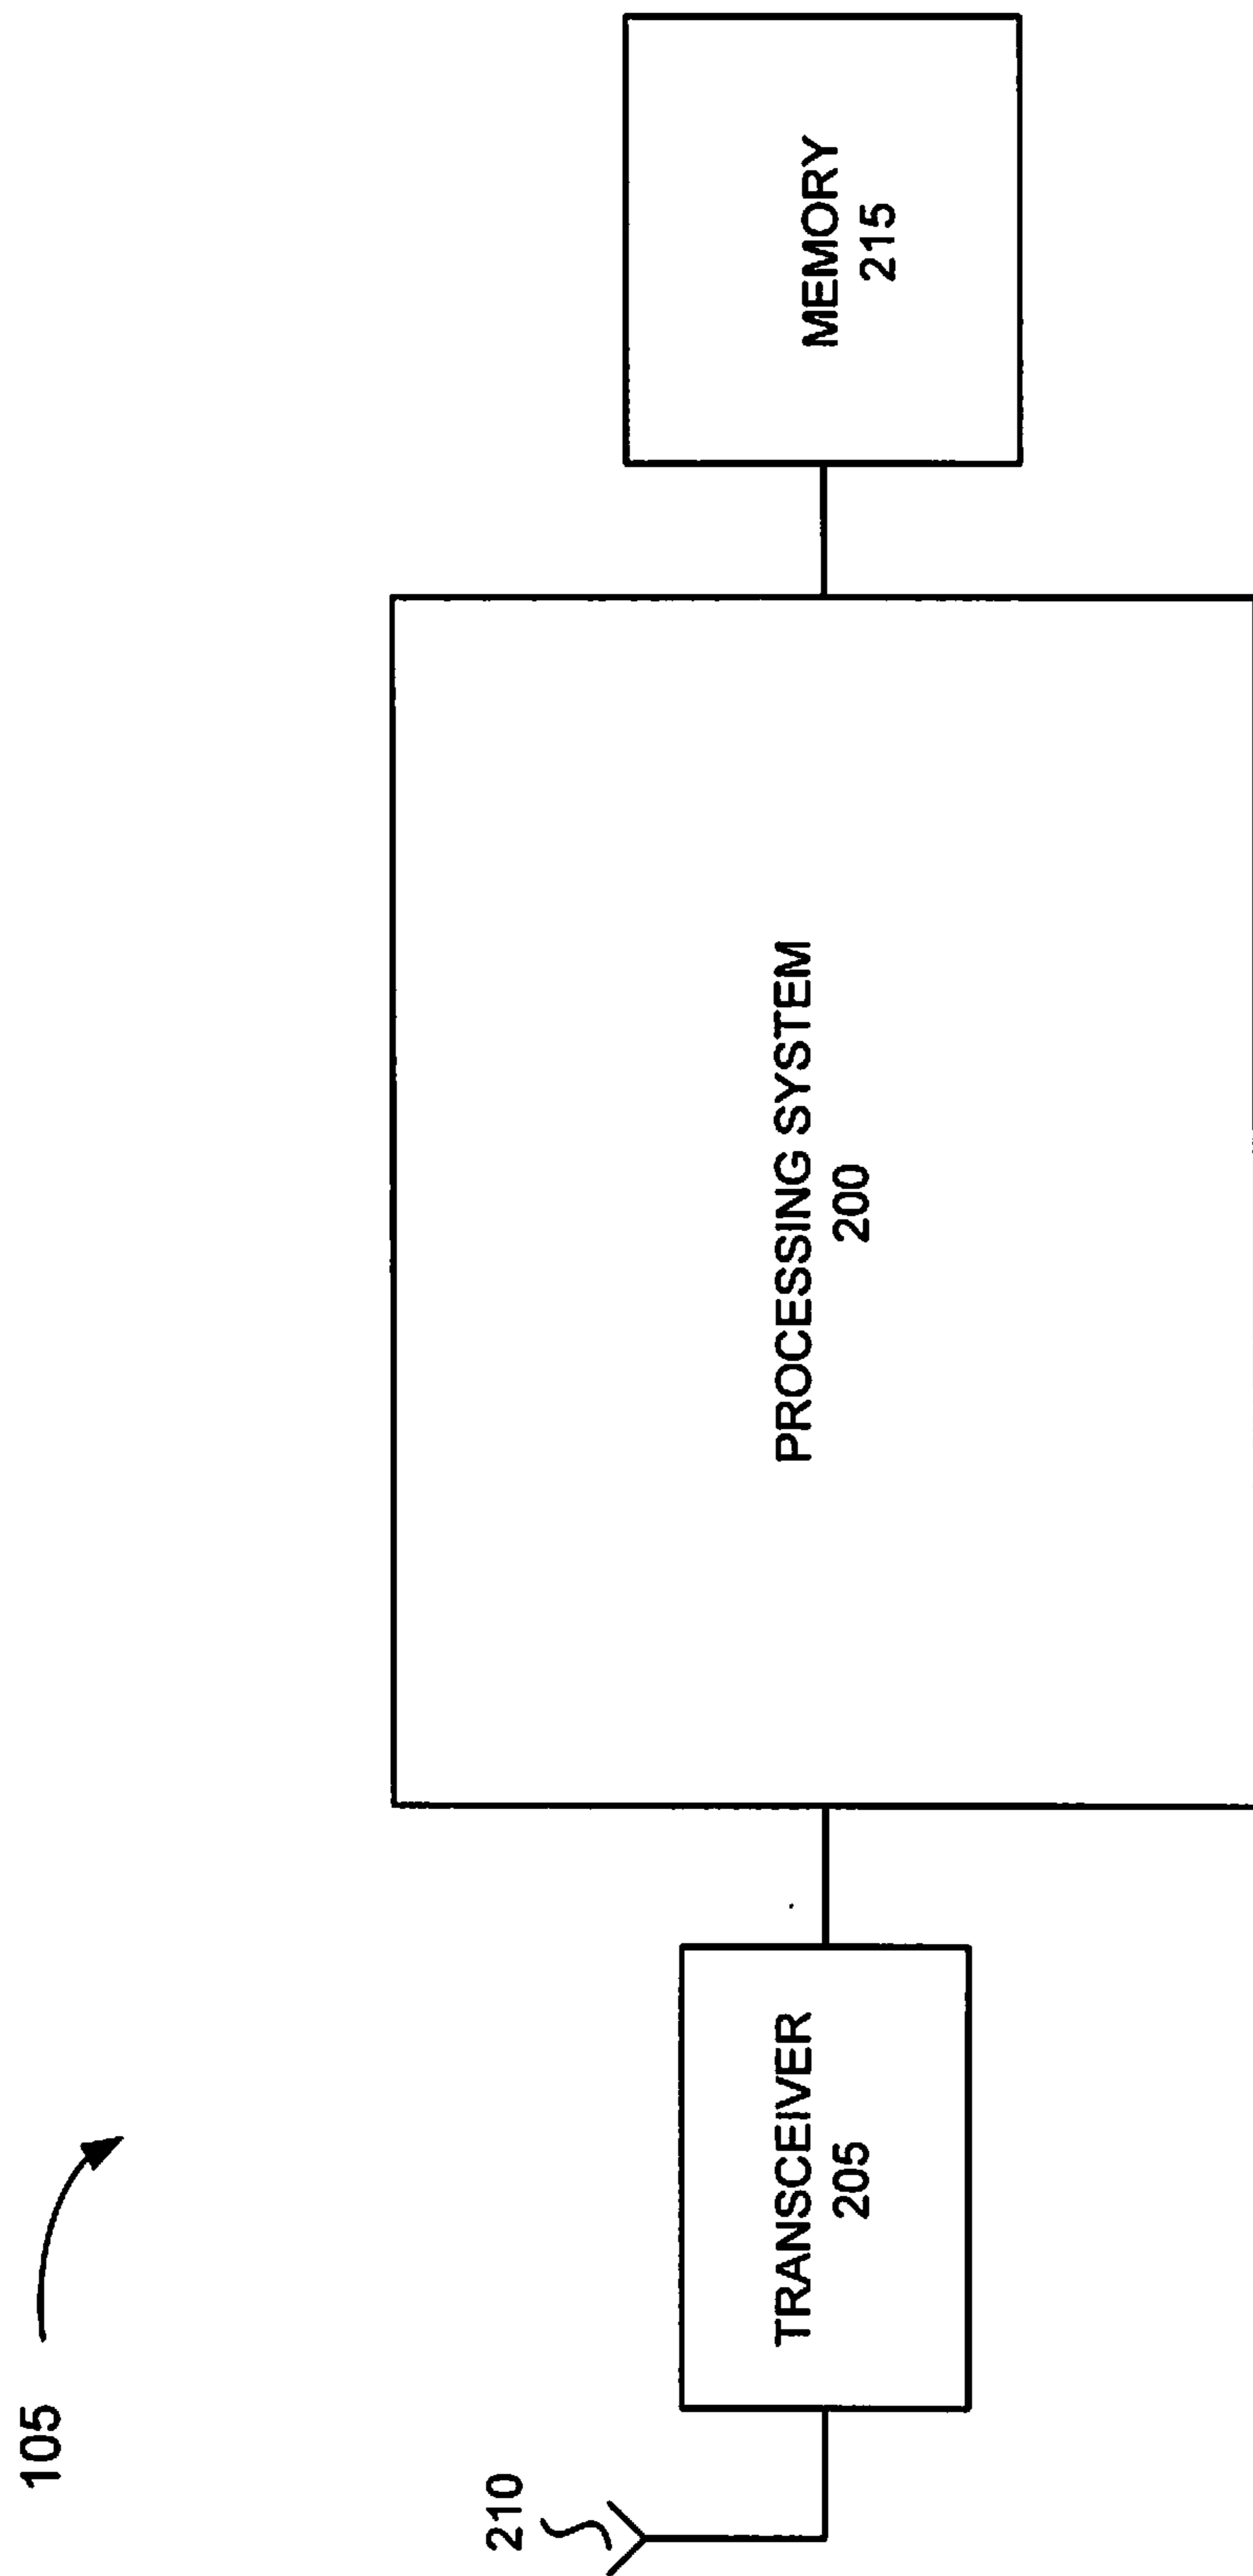 105
210
TRANSCEIVER
205
PROCESSING SYSTEM
200
MEMORY
215